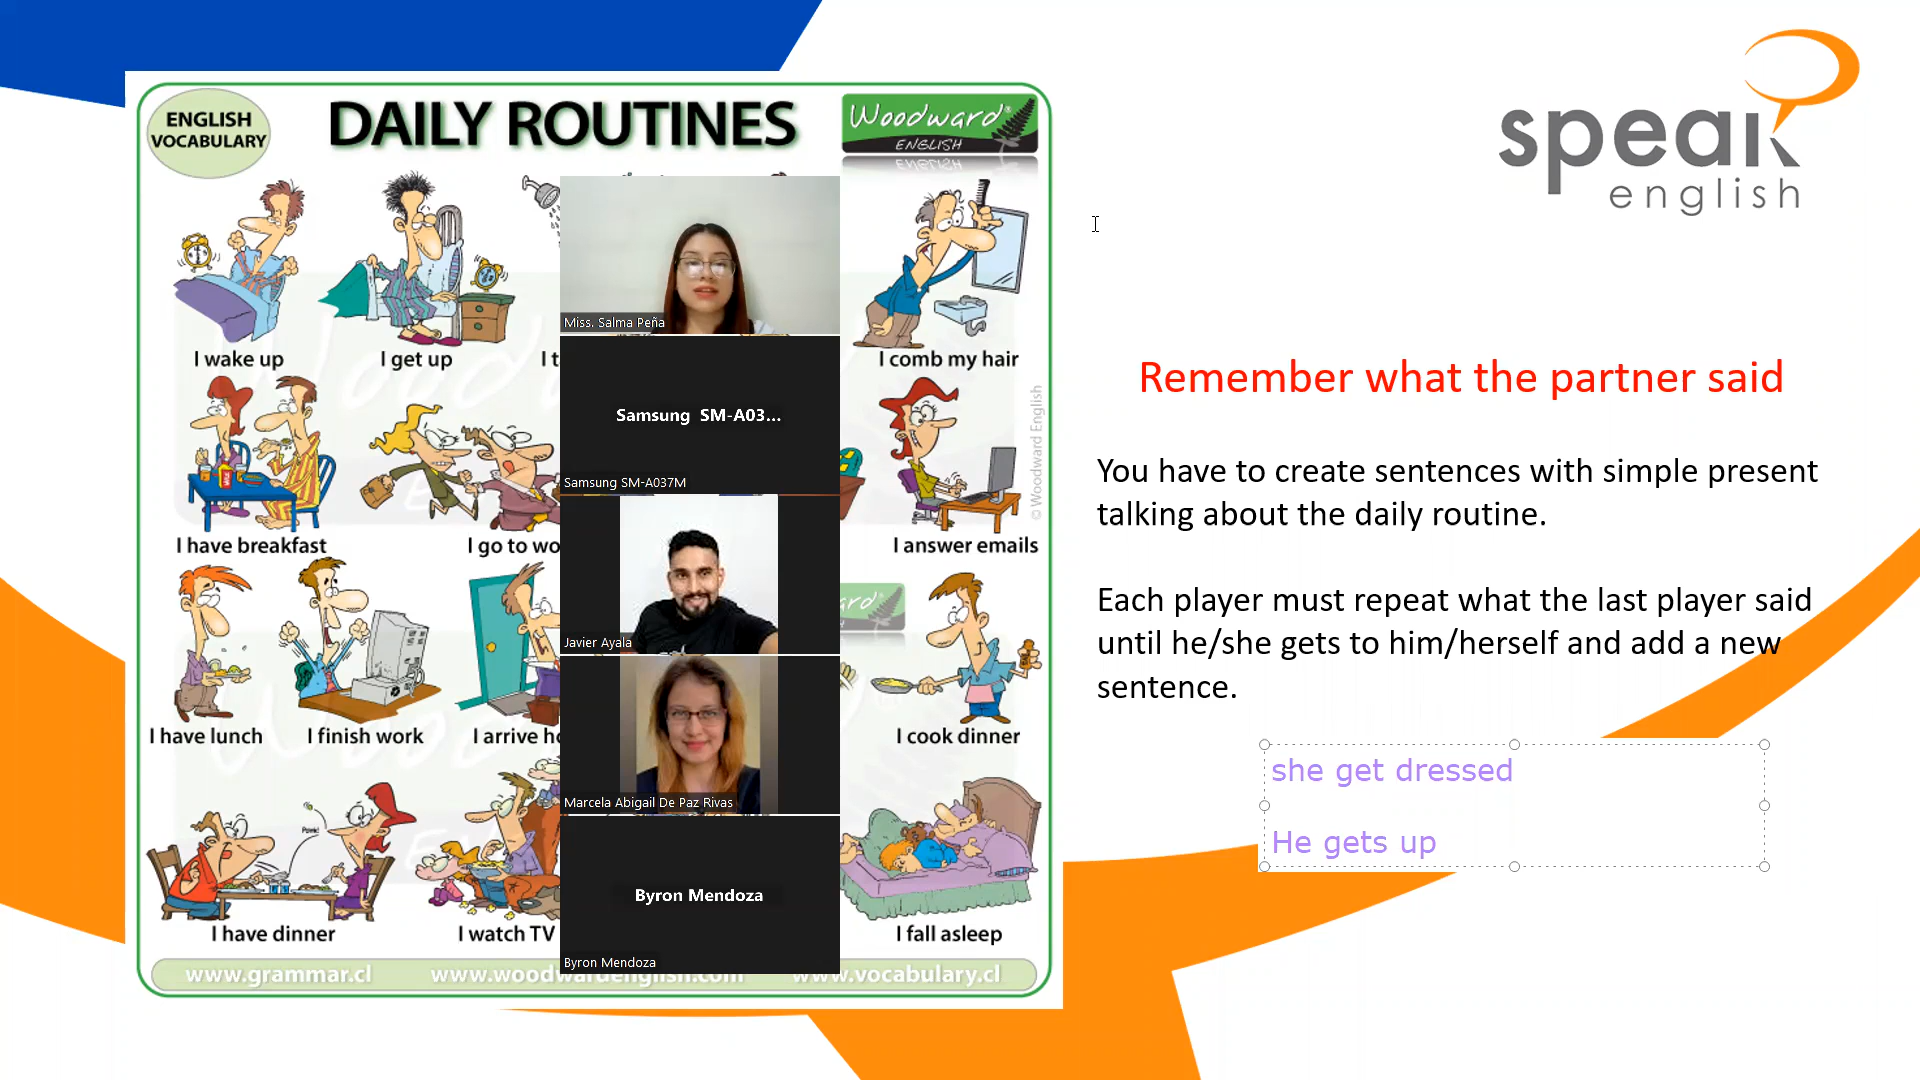 ENGLISH
VOCABULARY
DAILY ROUTINES
Woodward®
ENGLISH
I wake up
I get up
I t
I comb my hair
I have breakfast
I go to wo
I answer emails
I have lunch
I finish work
I arrive ho
I cook dinner
I have dinner
I watch TV
I fall asleep
© Woodward English
www.grammar.cl
www.woodwardenglish.com
www.vocabulary.cl
Miss. Salma Peña
Samsung SM-A03...
Samsung SM-A037M
Javier Ayala
Marcela Abigail De Paz Rivas
Byron Mendoza
Byron Mendoza
speak
english
Remember what the partner said
You have to create sentences with simple present
talking about the daily routine.
Each player must repeat what the last player said
until he/she gets to him/herself and add a new
sentence.
she get dressed
He gets up